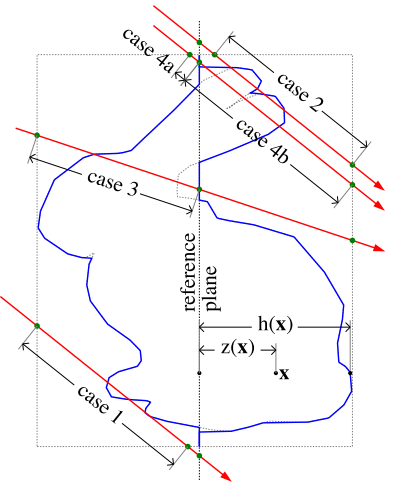 case 4a
case 2
case 4b
case 3
reference
plane
h(x)
z(x)
x
case 1